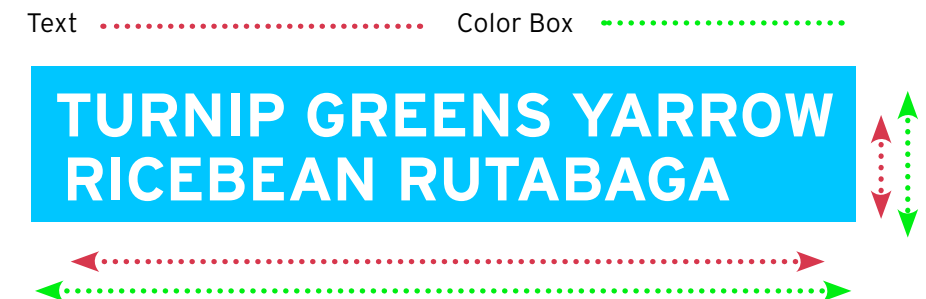 Text Color Box
TURNIP GREENS YARROW
RICEBEAN RUTABAGA